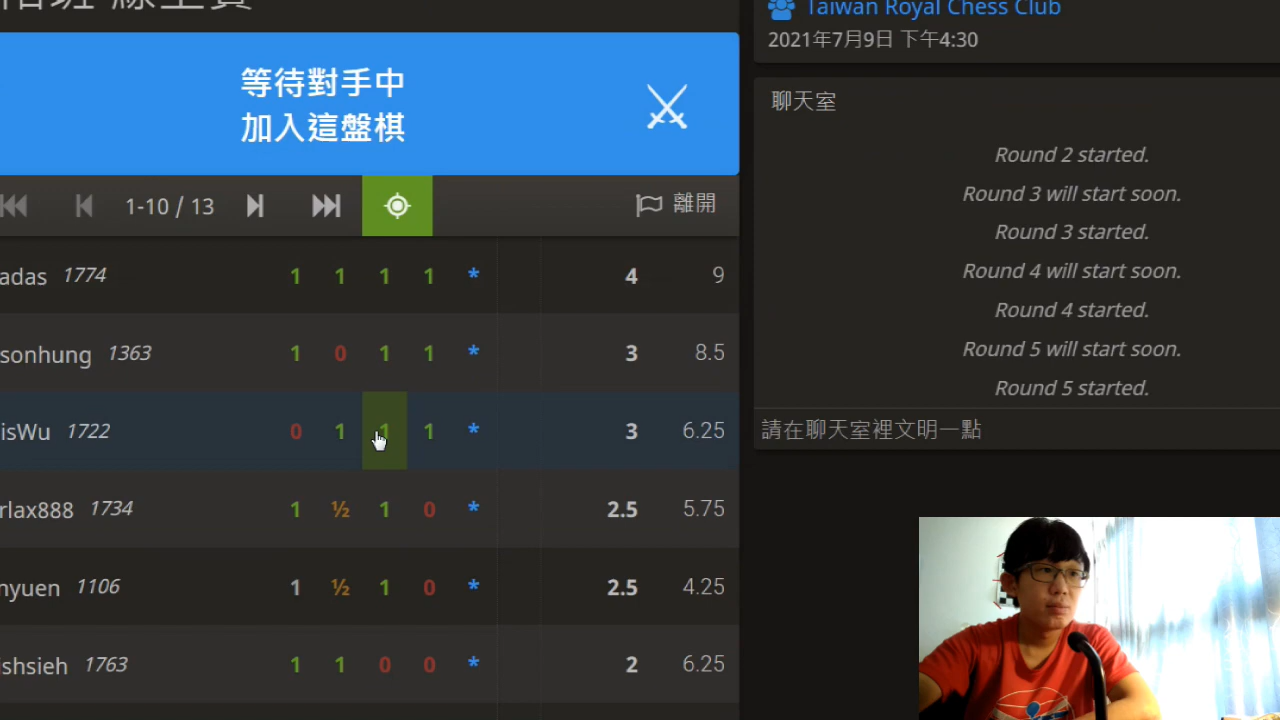 Taiwan Royal Chess Club
2021年7月9日 下午4:30
等待對手中
加入這盤棋
1-10 / 13
離開
adas 1774 1 1 1 1 * 4 9
sonhung 1363 1 0 1 1 * 3 8.5
isWu 1722 0 1 1 1 * 3 6.25
rlax888 1734 1 ½ 1 0 * 2.5 5.75
nyuen 1106 1 ½ 1 0 * 2.5 4.25
shsieh 1763 1 1 0 0 * 2 6.25
聊天室
Round 2 started.
Round 3 will start soon.
Round 3 started.
Round 4 will start soon.
Round 4 started.
Round 5 will start soon.
Round 5 started.
請在聊天室裡文明一點